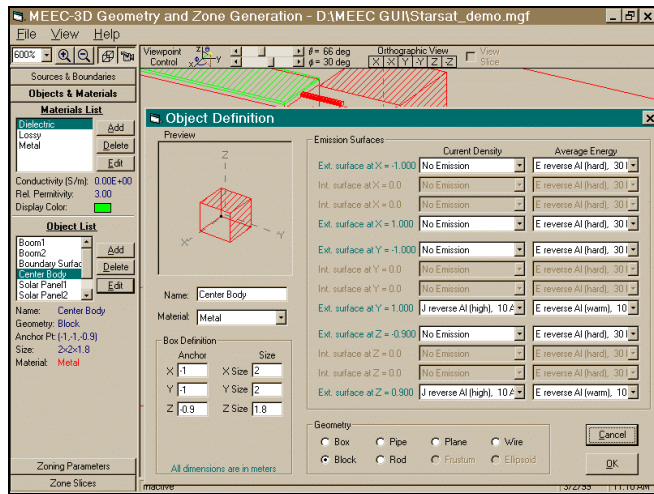 MEEC-3D Geometry and Zone Generation - D:\MEEC GUI\Starsat_demo.mgf
File View Help
600% Viewpoint Control Z X Y θ = 66 deg ϕ = 30 deg Orthographic View X -X Y -Y Z -Z View Slice
Sources & Boundaries
Objects & Materials
Materials List
Dielectric
Lossy
Metal
Add
Delete
Edit
Conductivity (S/m): 0.00E+00
Rel. Permitivity: 3.00
Display Color:
Object List
Boom1
Boom2
Boundary Surfac
Center Body
Solar Panel1
Solar Panel2
Add
Delete
Edit
Name: Center Body
Geometry: Block
Anchor Pt: (-1,-1,-0.9)
Size: 2×2×1.8
Material: Metal
Zoning Parameters
Zone Slices
Object Definition
Preview
Z
X
Y
Name: Center Body
Material: Metal
Box Definition
Anchor Size
X -1 X Size 2
Y -1 Y Size 2
Z -0.9 Z Size 1.8
All dimensions are in meters
Emission Surfaces
Current Density Average Energy
Ext. surface at X = -1.000 No Emission E reverse Al (hard), 30
Int. surface at X = 0.0 No Emission E reverse Al (hard), 30
Ext. surface at X = 1.000 No Emission E reverse Al (hard), 30
Ext. surface at Y = -1.000 No Emission E reverse Al (hard), 30
Int. surface at Y = 0.0 No Emission E reverse Al (hard), 30
Int. surface at Y = 0.0 No Emission E reverse Al (hard), 30
Ext. surface at Y = 1.000 J reverse Al (high), 10 E reverse Al (warm), 10
Ext. surface at Z = -0.900 No Emission E reverse Al (hard), 30
Int. surface at Z = 0.0 No Emission E reverse Al (hard), 30
Int. surface at Z = 0.0 No Emission E reverse Al (hard), 30
Ext. surface at Z = 0.900 J reverse Al (high), 10 E reverse Al (warm), 10
Geometry
Box Pipe Plane Wire
Block Rod Frustum Ellipsoid
Cancel
OK
Inactive 3/2/99 11:10 AM